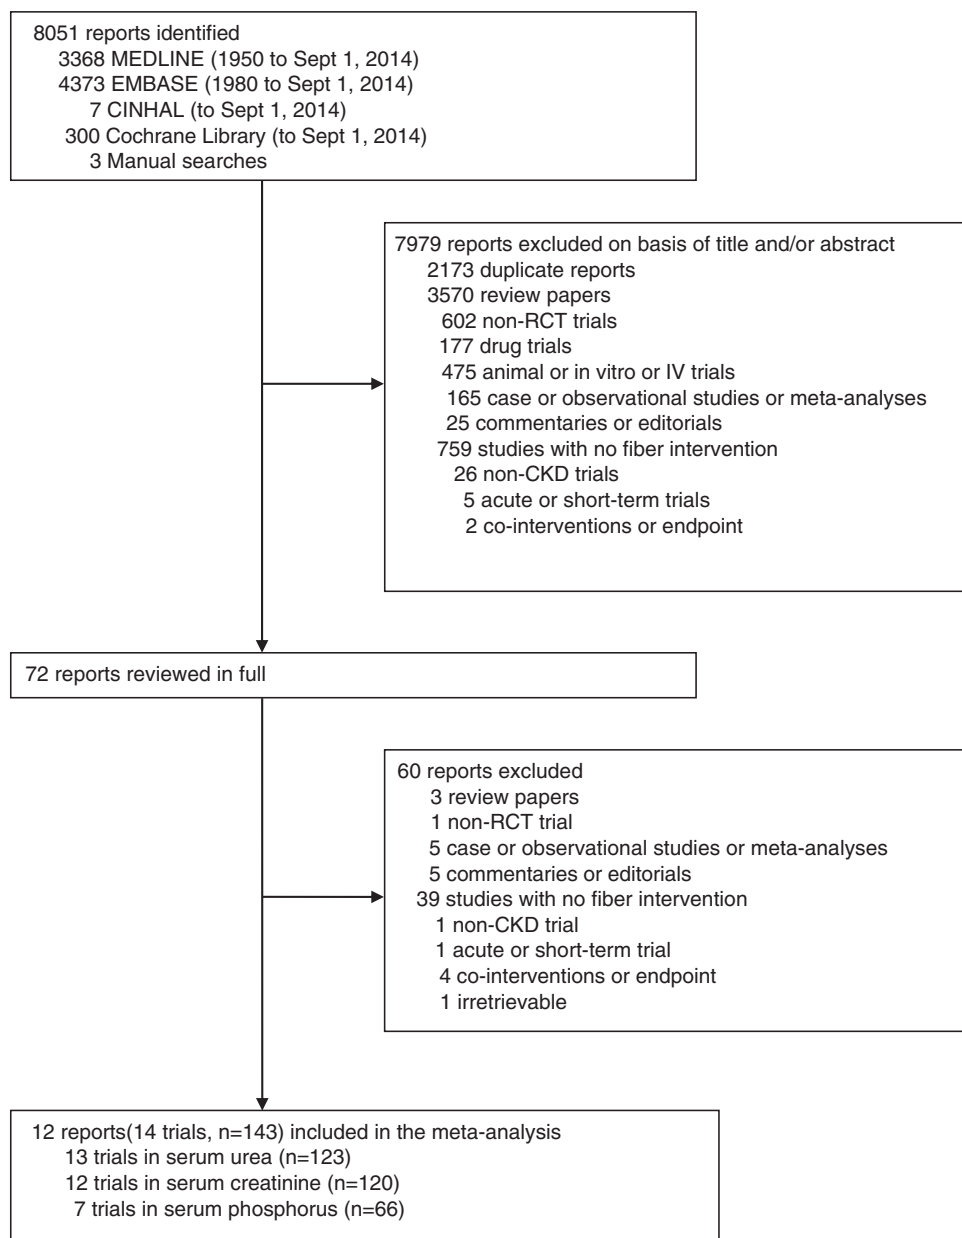 8051 reports identified
3368 MEDLINE (1950 to Sept 1, 2014)
4373 EMBASE (1980 to Sept 1, 2014)
7 CINHAL (to Sept 1, 2014)
300 Cochrane Library (to Sept 1, 2014)
3 Manual searches
7979 reports excluded on basis of title and/or abstract
2173 duplicate reports
3570 review papers
602 non-RCT trials
177 drug trials
475 animal or in vitro or IV trials
165 case or observational studies or meta-analyses
25 commentaries or editorials
759 studies with no fiber intervention
26 non-CKD trials
5 acute or short-term trials
2 co-interventions or endpoint
72 reports reviewed in full
60 reports excluded
3 review papers
1 non-RCT trial
5 case or observational studies or meta-analyses
5 commentaries or editorials
39 studies with no fiber intervention
1 non-CKD trial
1 acute or short-term trial
4 co-interventions or endpoint
1 irretrievable
12 reports(14 trials, n=143) included in the meta-analysis
13 trials in serum urea (n=123)
12 trials in serum creatinine (n=120)
7 trials in serum phosphorus (n=66)